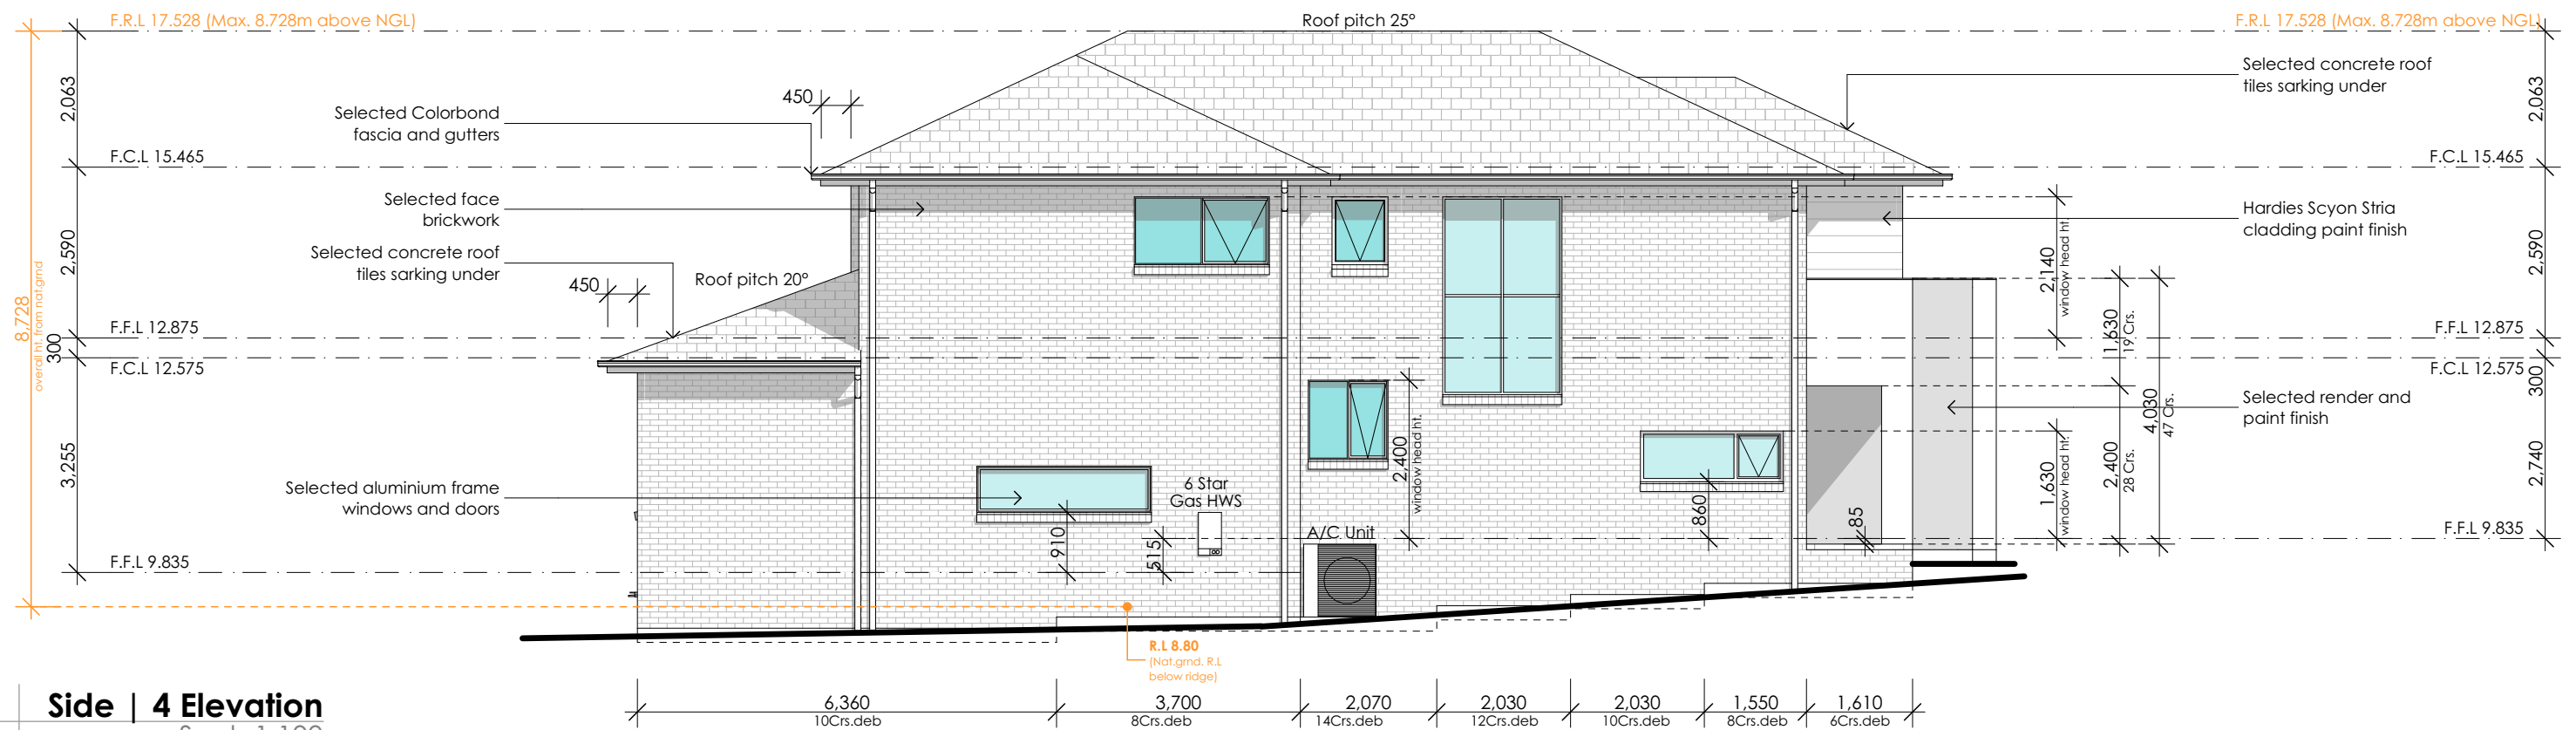 F.R.L 17.528 (Max. 8.728m above NGL)
Roof pitch 25°
F.R.L 17.528 (Max. 8.728m above NGL)
Selected concrete roof
tiles sarking under
2,063
450
2,063
Selected Colorbond
fascia and gutters
F.C.L 15.465
F.C.L 15.465
Selected face
brickwork
Hardies Scyon Stria
cladding paint finish
2,590
Selected concrete roof
tiles sarking under
2,140
window head ht.
2,590
Roof pitch 20°
450
8,728
overall ht. from nat.grnd
F.F.L 12.875
F.F.L 12.875
300
1,630
19 Crs.
F.C.L 12.575
F.C.L 12.575
300
4,030
47 Crs.
Selected render and
paint finish
2,400
window head ht.
3,255
2,400
28 Crs.
2,740
1,630
window head ht.
Selected aluminium frame
windows and doors
6 Star
Gas HWS
860
85
910
515
A/C Unit
F.F.L 9.835
F.F.L 9.835
R.L 8.80
(Nat.grnd. R.L
below ridge)
Side | 4 Elevation
6,360
3,700
2,070
2,030
2,030
1,550
1,610
10Crs.deb
8Crs.deb
14Crs.deb
12Crs.deb
10Crs.deb
8Crs.deb
6Crs.deb